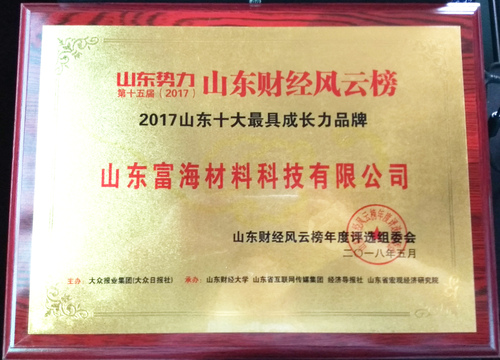 山东势力
第十五届（2017）
山东财经风云榜
2017山东十大最具成长力品牌
山东富海材料科技有限公司
山东财经风云榜年度评选组委会
二〇一八年五月
主办：大众报业集团(大众日报社) 承办：山东财经大学 山东省互联网传媒集团 经济导报社 山东省宏观经济研究院